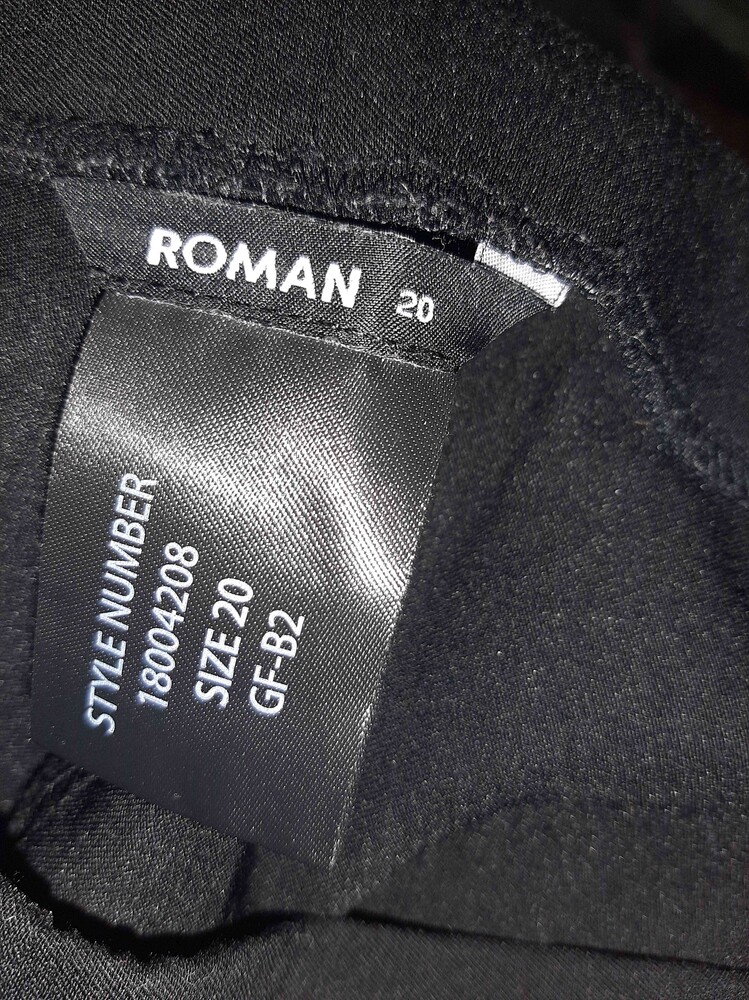 ROMAN 20
STYLE NUMBER
18004208
SIZE 20
GF-B2